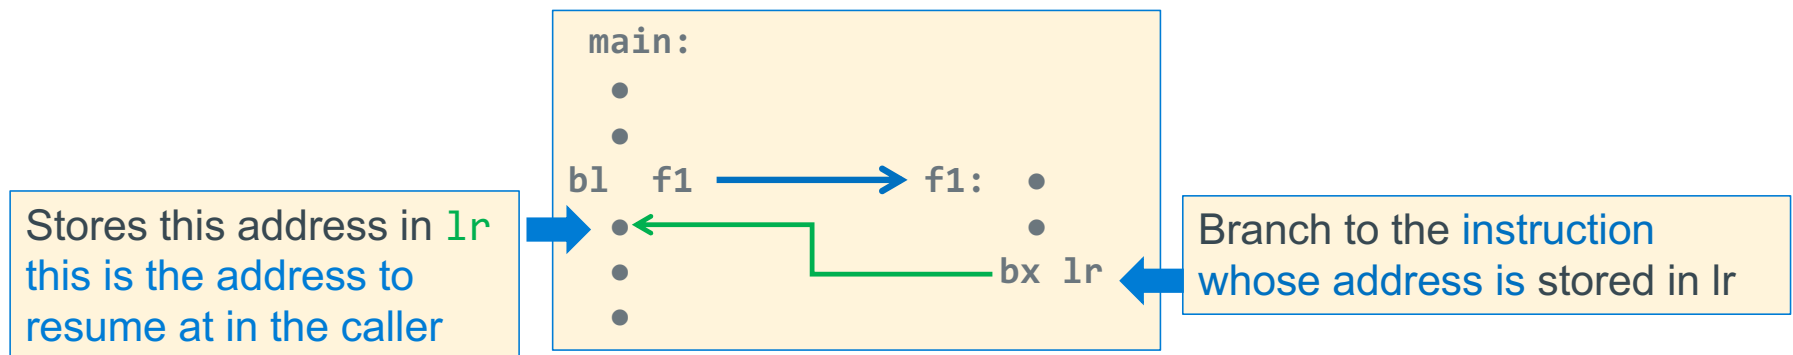 main:
bl f1
f1:
bx lr
Stores this address in lr
this is the address to
resume at in the caller
Branch to the instruction
whose address is stored in lr